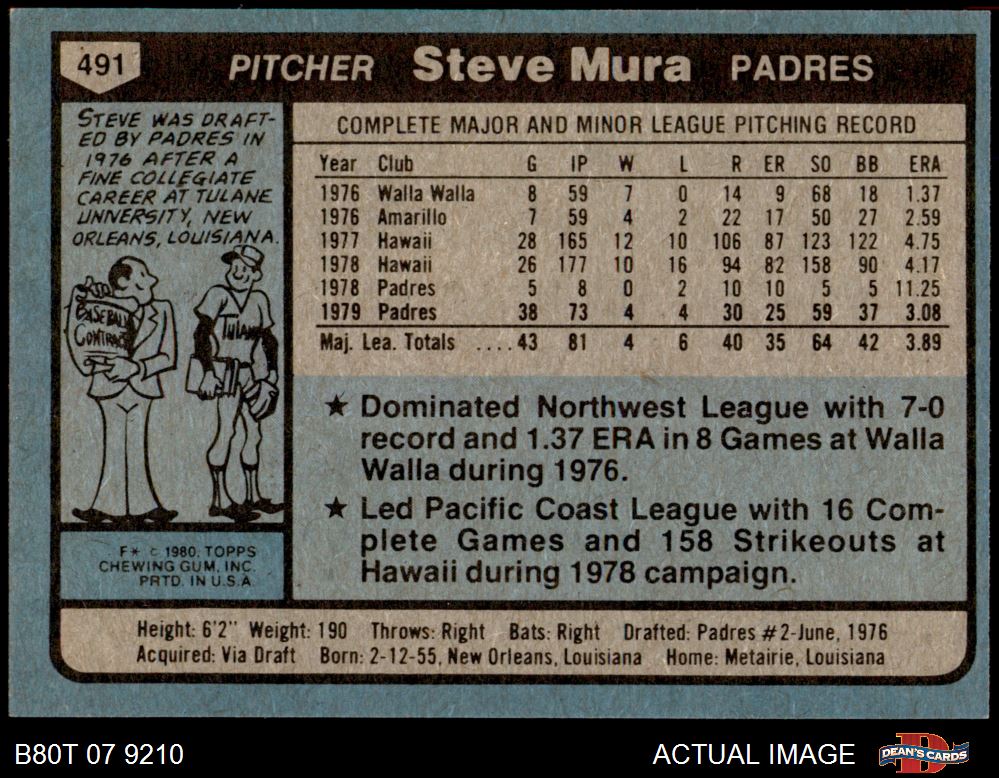 491 PITCHER Steve Mura PADRES
STEVE WAS DRAFT-
ED BY PADRES IN
1976 AFTER A
FINE COLLEGIATE
CAREER AT TULANE
UNIVERSITY, NEW
ORLEANS, LOUISIANA.
BASEBALL
CONTRACT
TULANE
F* © 1980, TOPPS
CHEWING GUM, INC.
PRTD. IN U.S.A.
COMPLETE MAJOR AND MINOR LEAGUE PITCHING RECORD
Year Club G IP W L R ER SO BB ERA
1976 Walla Walla 8 59 7 0 14 9 68 18 1.37
1976 Amarillo 7 59 4 2 22 17 50 27 2.59
1977 Hawaii 28 165 12 10 106 87 123 122 4.75
1978 Hawaii 26 177 10 16 94 82 158 90 4.17
1978 Padres 5 8 0 2 10 10 5 5 11.25
1979 Padres 38 73 4 4 30 25 59 37 3.08
Maj. Lea. Totals ....43 81 4 6 40 35 64 42 3.89
★ Dominated Northwest League with 7-0
record and 1.37 ERA in 8 Games at Walla
Walla during 1976.
★ Led Pacific Coast League with 16 Com-
plete Games and 158 Strikeouts at
Hawaii during 1978 campaign.
Height: 6'2" Weight: 190 Throws: Right Bats: Right Drafted: Padres #2-June, 1976
Acquired: Via Draft Born: 2-12-55, New Orleans, Louisiana Home: Metairie, Louisiana
B80T 07 9210 ACTUAL IMAGE D DEAN'S CARDS